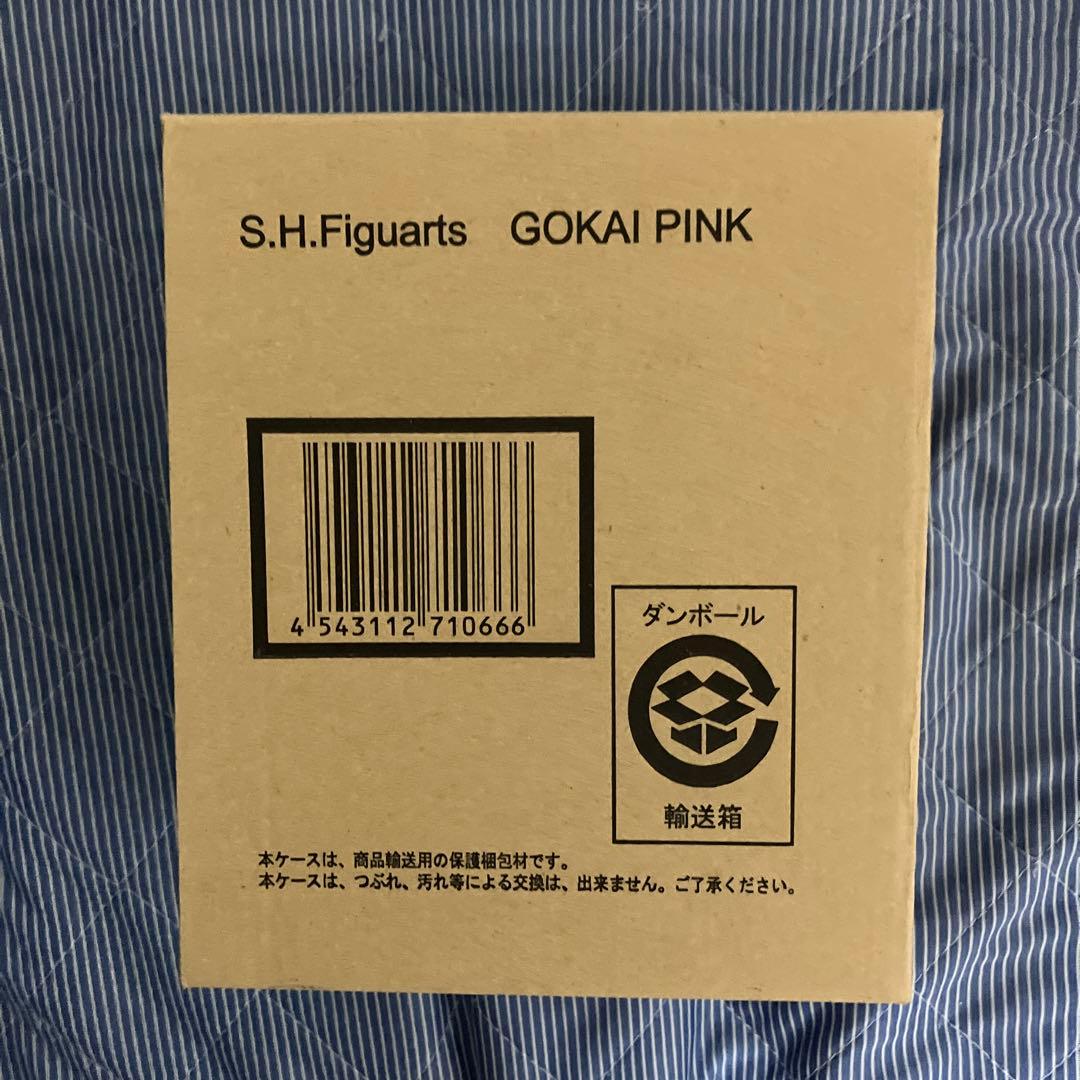 S.H.Figuarts GOKAI PINK
4 543112 710666
ダンボール
輸送箱
本ケースは、商品輸送用の保護梱包材です。
本ケースは、つぶれ、汚れ等による交換は、出来ません。ご了承ください。